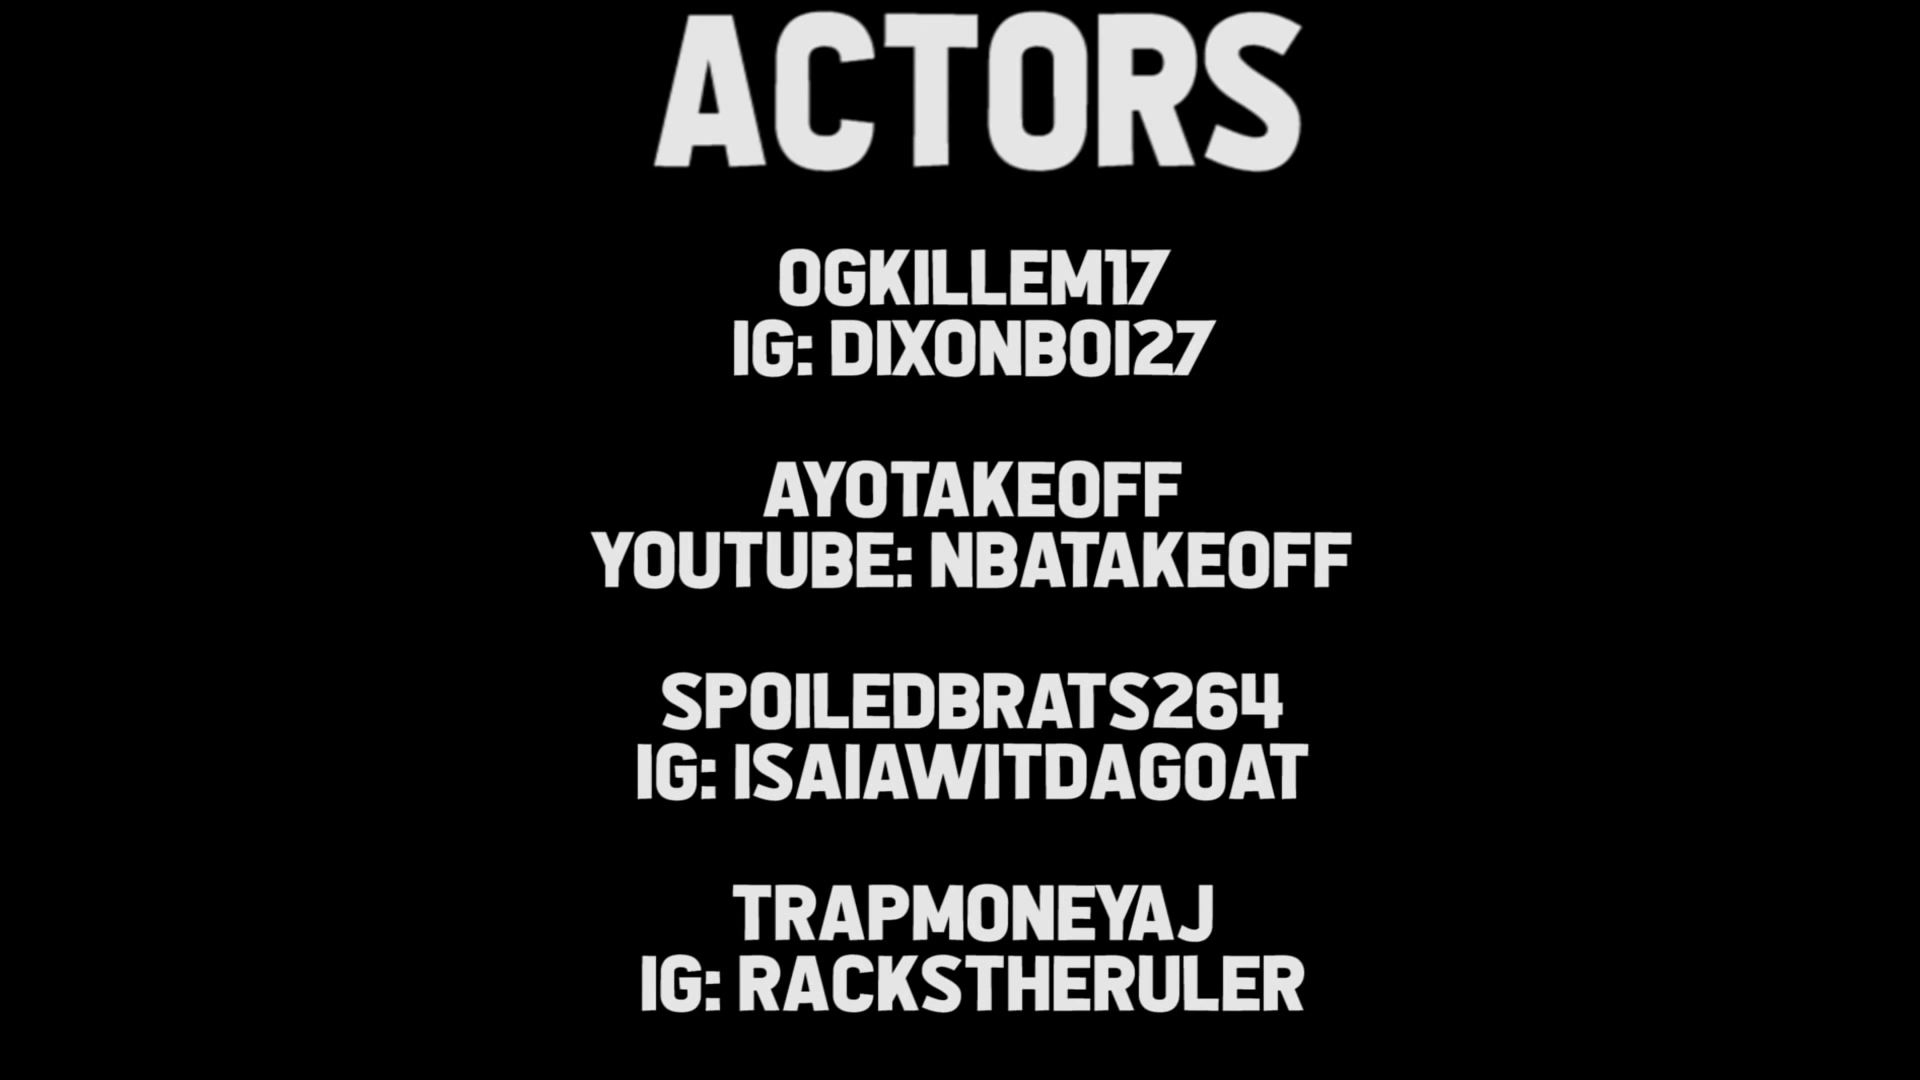 ACTORS
OGKILLEM17
IG: DIXONBOI27
AYOTAKEOFF
YOUTUBE: NBATAKEOFF
SPOILEDBRATS264
IG: ISAIAWITDAGOAT
TRAPMONEYAJ
IG: RACKSTHERULER